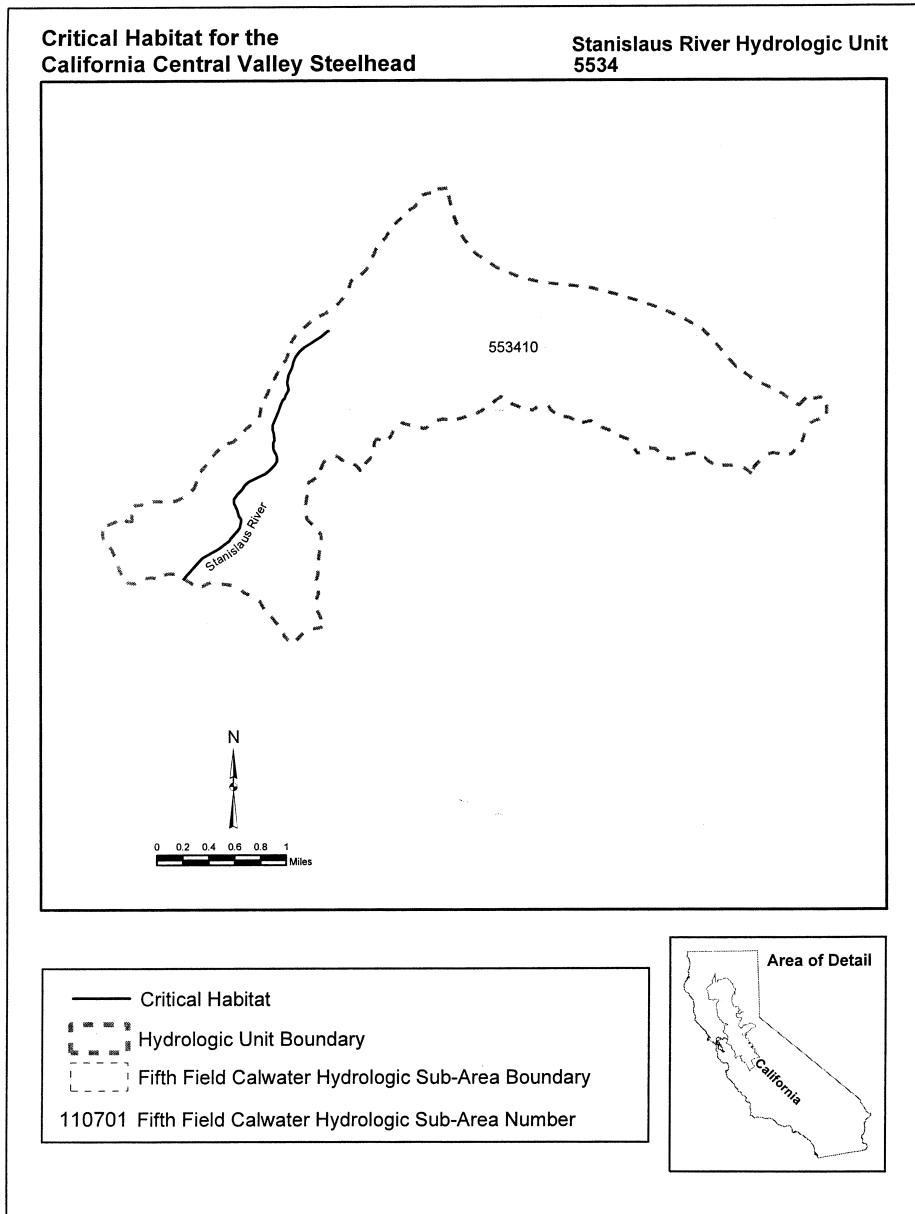 Critical Habitat for the
California Central Valley Steelhead
Stanislaus River Hydrologic Unit
5534
553410
Stanislaus River
N
0 0.2 0.4 0.6 0.8 1
Miles
Critical Habitat
Hydrologic Unit Boundary
Fifth Field Calwater Hydrologic Sub-Area Boundary
110701 Fifth Field Calwater Hydrologic Sub-Area Number
Area of Detail
California